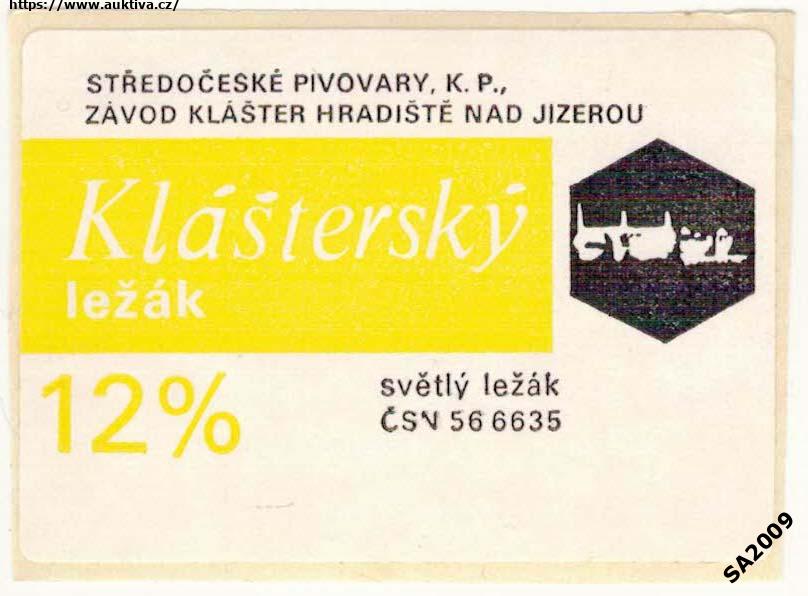 https://www.auktiva.cz/
STŘEDOČESKÉ PIVOVARY, K. P.,
ZÁVOD KLÁŠTER HRADIŠTĚ NAD JIZEROU
Klášterský
ležák
12%
světlý ležák
ČSN 56 6635
SA2009